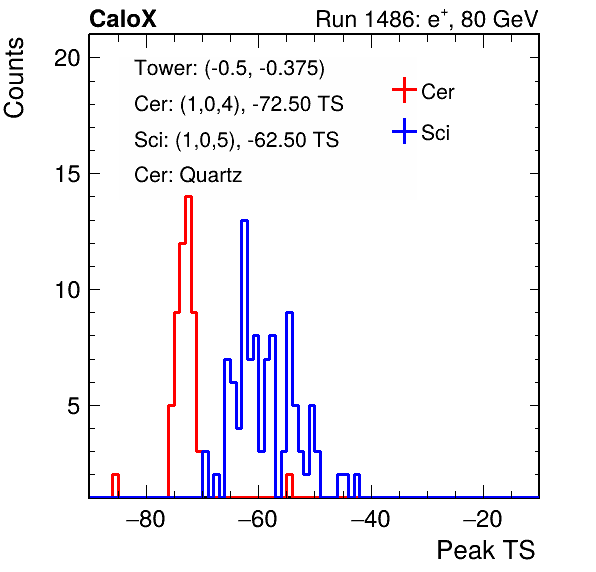 CaloX Run 1486: e⁺, 80 GeV
Counts
20
15
10
5
Tower: (-0.5, -0.375)
Cer: (1,0,4), -72.50 TS
Sci: (1,0,5), -62.50 TS
Cer: Quartz
Cer
Sci
−80 −60 −40 −20
Peak TS